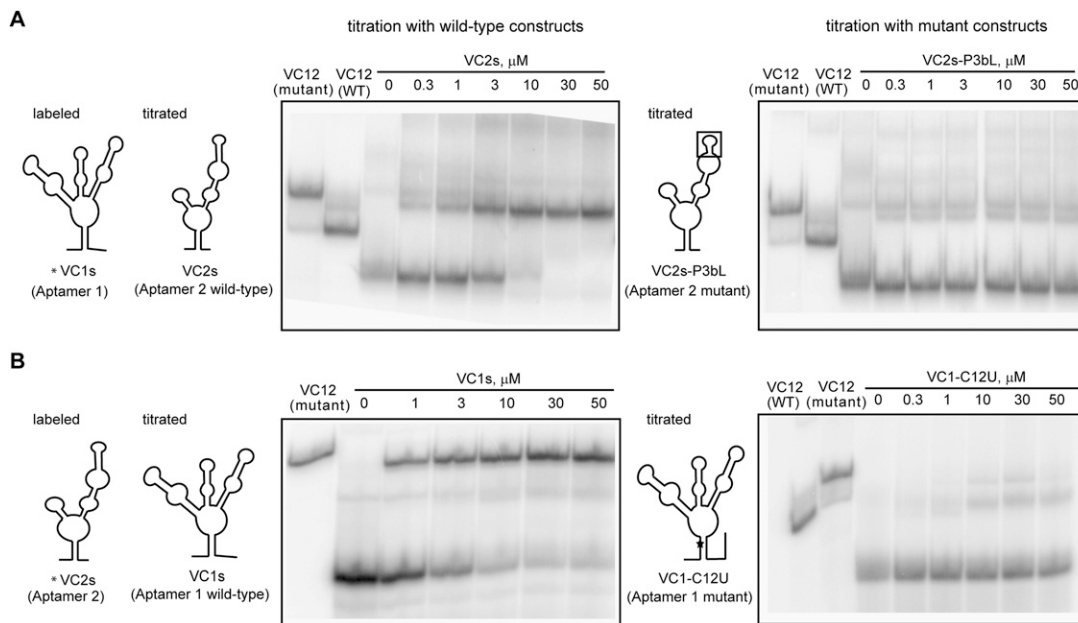 A
titration with wild-type constructs
titration with mutant constructs
VC12
(mutant)
VC12
(WT)
VC2s, μM
0 0.3 1 3 10 30 50
VC12
(mutant)
VC12
(WT)
VC2s-P3bL, μM
0 0.3 1 3 10 30 50
labeled
titrated
titrated
* VC1s
(Aptamer 1)
VC2s
(Aptamer 2 wild-type)
VC2s-P3bL
(Aptamer 2 mutant)
B
VC12
(mutant)
VC1s, μM
0 1 3 10 30 50
VC12
(WT)
VC12
(mutant)
VC1-C12U, μM
0 0.3 1 10 30 50
labeled
titrated
titrated
* VC2s
(Aptamer 2)
VC1s
(Aptamer 1 wild-type)
VC1-C12U
(Aptamer 1 mutant)